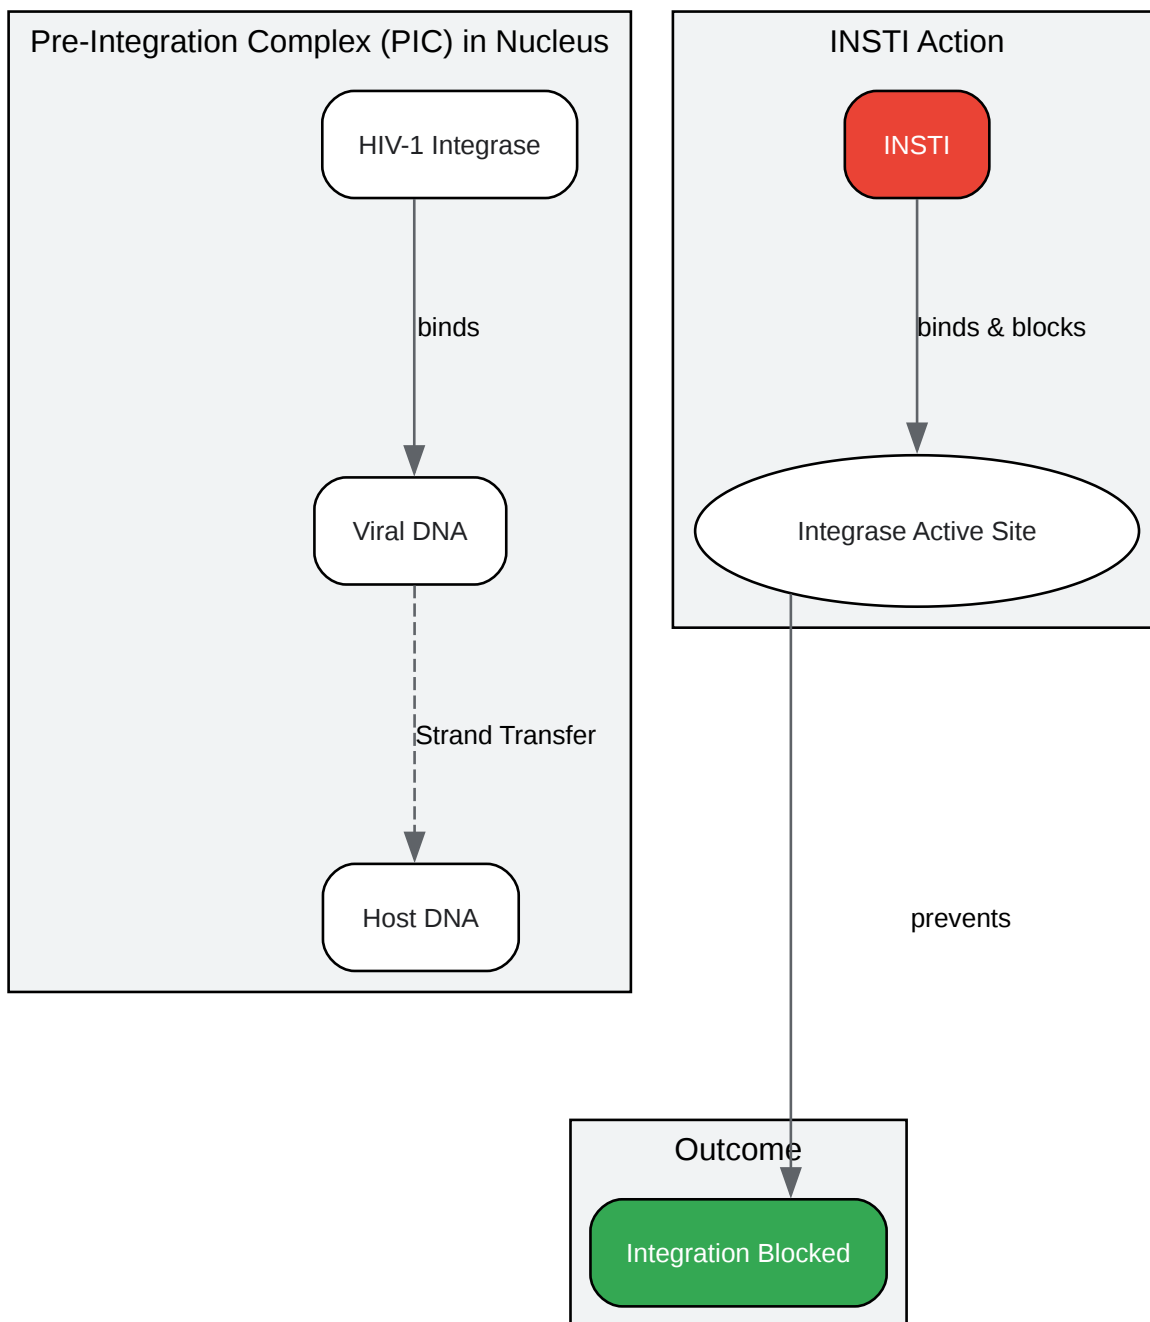 Pre-Integration Complex (PIC) in Nucleus
HIV-1 Integrase
binds
Viral DNA
Strand Transfer
Host DNA
INSTI Action
INSTI
binds & blocks
Integrase Active Site
prevents
Outcome
Integration Blocked